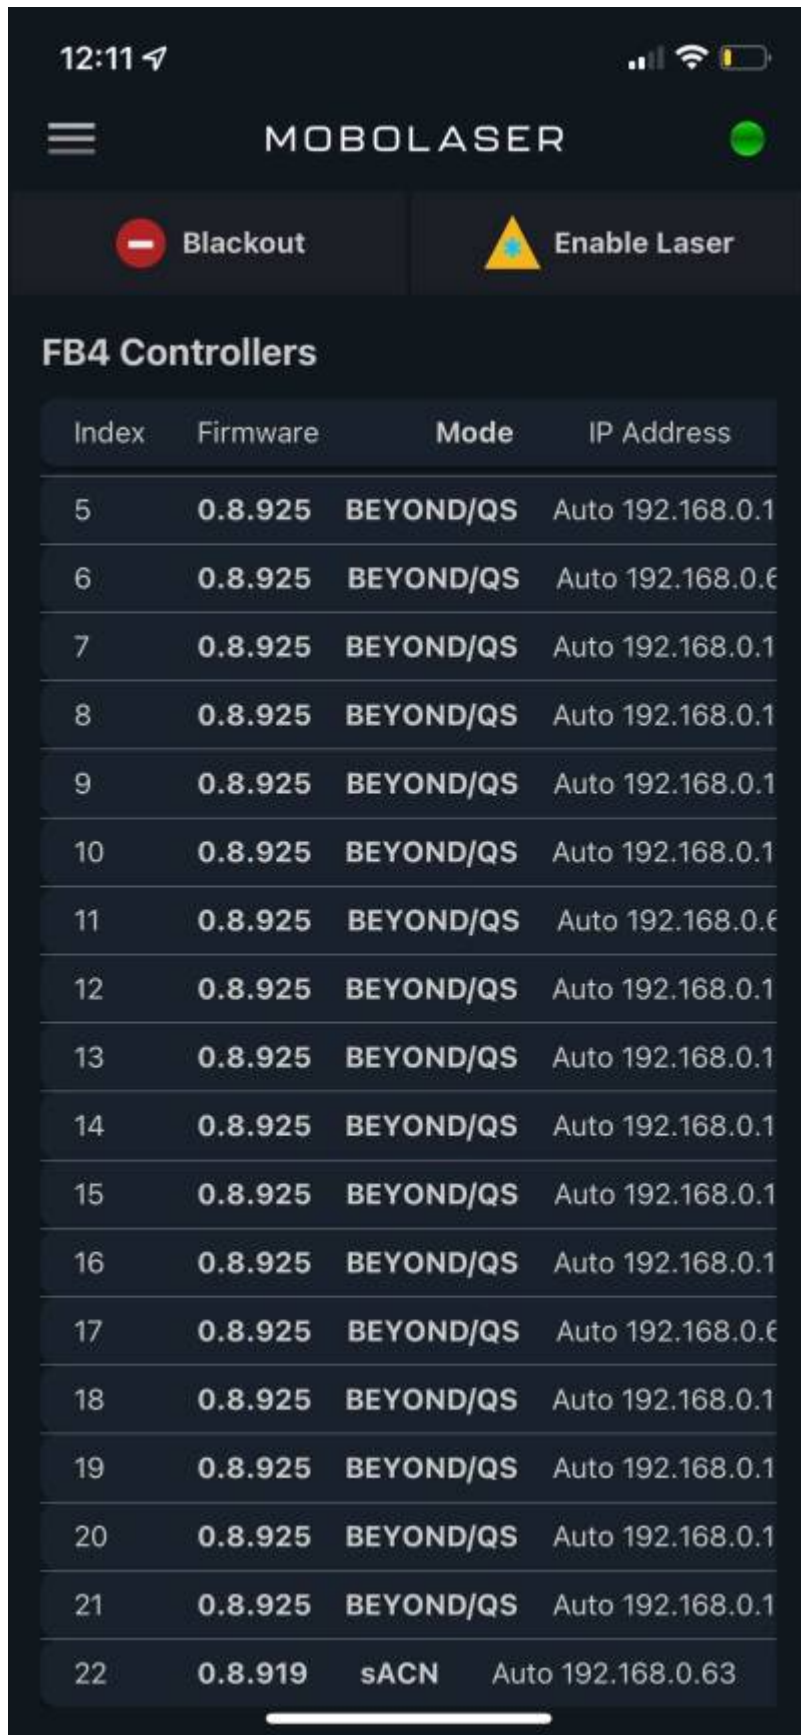 12:11
MOBOLASER
Blackout Enable Laser
FB4 Controllers
Index Firmware Mode IP Address
5 0.8.925 BEYOND/QS Auto 192.168.0.1
6 0.8.925 BEYOND/QS Auto 192.168.0.6
7 0.8.925 BEYOND/QS Auto 192.168.0.1
8 0.8.925 BEYOND/QS Auto 192.168.0.1
9 0.8.925 BEYOND/QS Auto 192.168.0.1
10 0.8.925 BEYOND/QS Auto 192.168.0.1
11 0.8.925 BEYOND/QS Auto 192.168.0.6
12 0.8.925 BEYOND/QS Auto 192.168.0.1
13 0.8.925 BEYOND/QS Auto 192.168.0.1
14 0.8.925 BEYOND/QS Auto 192.168.0.1
15 0.8.925 BEYOND/QS Auto 192.168.0.1
16 0.8.925 BEYOND/QS Auto 192.168.0.1
17 0.8.925 BEYOND/QS Auto 192.168.0.6
18 0.8.925 BEYOND/QS Auto 192.168.0.1
19 0.8.925 BEYOND/QS Auto 192.168.0.1
20 0.8.925 BEYOND/QS Auto 192.168.0.1
21 0.8.925 BEYOND/QS Auto 192.168.0.1
22 0.8.919 sACN Auto 192.168.0.63